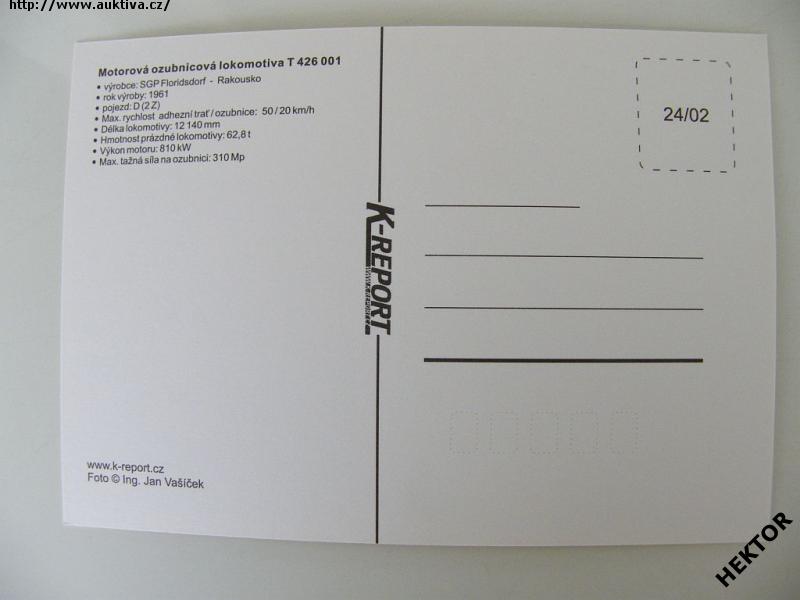 http://www.auktiva.cz/
Motorová ozubnicová lokomotiva T 426 001
• výrobce: SGP Floridsdorf - Rakousko
• rok výroby: 1961
• pojezd: D (2 Z)
• Max. rychlost adhezní trať / ozubnice: 50 / 20 km/h
• Délka lokomotivy: 12 140 mm
• Hmotnost prázdné lokomotivy: 62,8 t
• Výkon motoru: 810 kW
• Max. tažná síla na ozubnici: 310 Mp
24/02
K-REPORT
www.k-report.cz
Foto © Ing. Jan Vašíček
HEKTOR